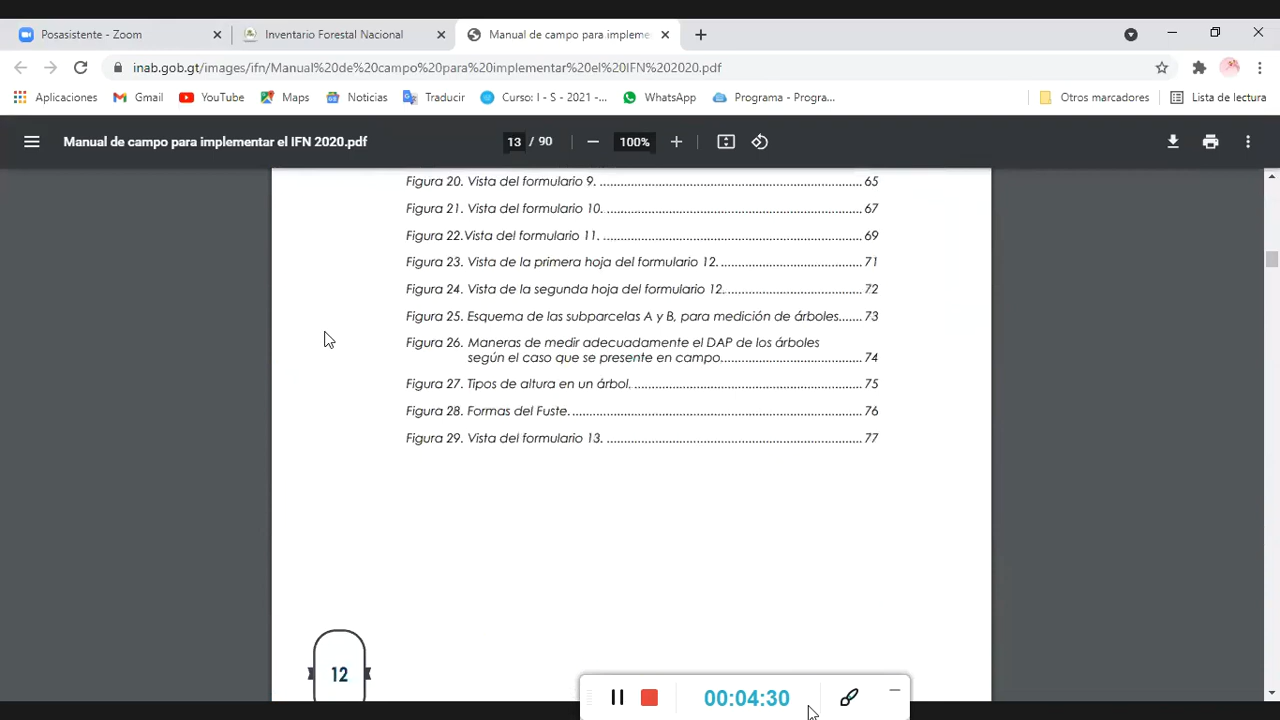 Posasistente - Zoom
Inventario Forestal Nacional
Manual de campo para impleme
inab.gob.gt/images/ifn/Manual%20de%20campo%20para%20implementar%20el%20IFN%202020.pdf
Aplicaciones Gmail YouTube Maps Noticias Traducir Curso: I - S - 2021 -... WhatsApp Programa - Progra... Otros marcadores Lista de lectura
Manual de campo para implementar el IFN 2020.pdf 13 / 90 100%
Figura 20. Vista del formulario 9. ........ 65
Figura 21. Vista del formulario 10. ........ 67
Figura 22.Vista del formulario 11. ........ 69
Figura 23. Vista de la primera hoja del formulario 12. ........ 71
Figura 24. Vista de la segunda hoja del formulario 12. ........ 72
Figura 25. Esquema de las subparcelas A y B, para medición de árboles....... 73
Figura 26. Maneras de medir adecuadamente el DAP de los árboles
según el caso que se presente en campo........ 74
Figura 27. Tipos de altura en un árbol. ........ 75
Figura 28. Formas del Fuste. ........ 76
Figura 29. Vista del formulario 13. ........ 77
12
00:04:30